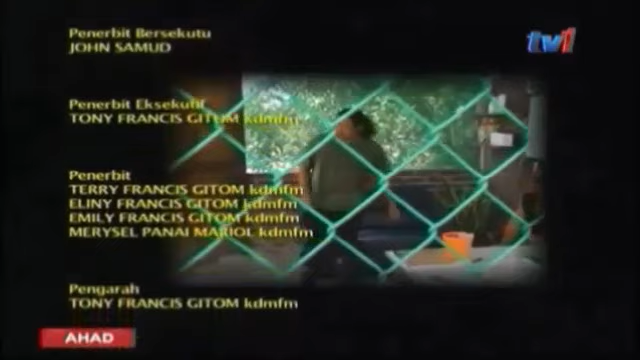 Penerbit Bersekutu
JOHN SAMUD
tv1
Penerbit Eksekutif
TONY FRANCIS GITOM kdmfm
Penerbit
TERRY FRANCIS GITOM kdmfm
ELINY FRANCIS GITOM kdmfm
EMILY FRANCIS GITOM kdmfm
MERYSEL PANAI MARIOL kdmfm
Pengarah
TONY FRANCIS GITOM kdmfm
AHAD